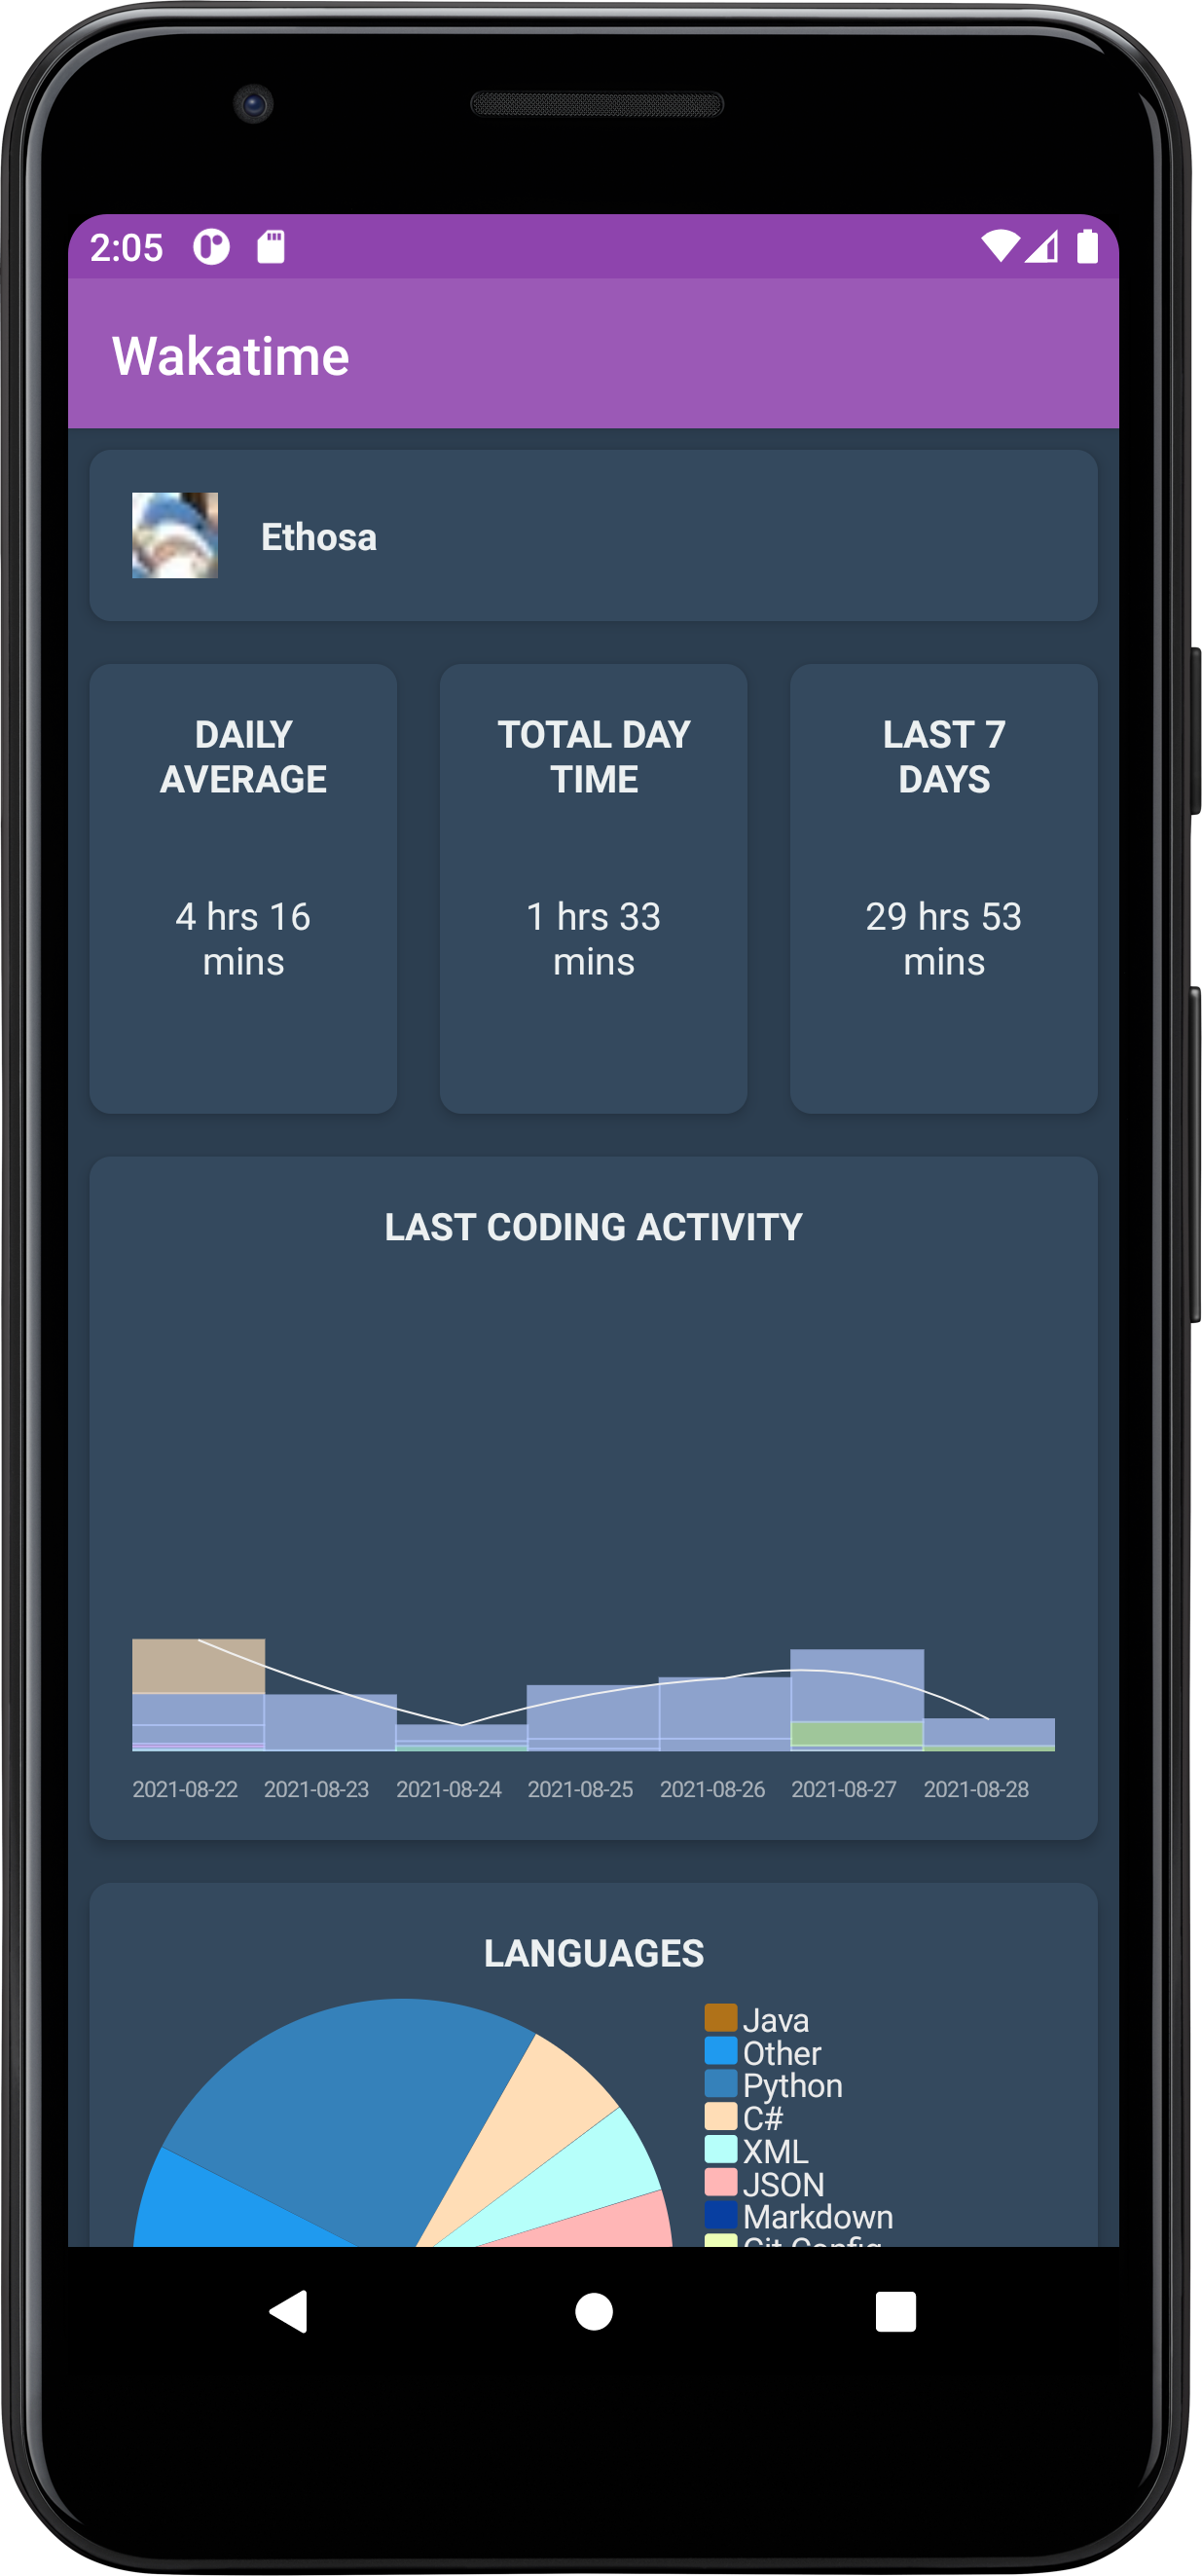 2:05
Wakatime
Ethosa
DAILY
AVERAGE
4 hrs 16
mins
TOTAL DAY
TIME
1 hrs 33
mins
LAST 7
DAYS
29 hrs 53
mins
LAST CODING ACTIVITY
2021-08-22 2021-08-23 2021-08-24 2021-08-25 2021-08-26 2021-08-27 2021-08-28
LANGUAGES
Java
Other
Python
C#
XML
JSON
Markdown
Git Config